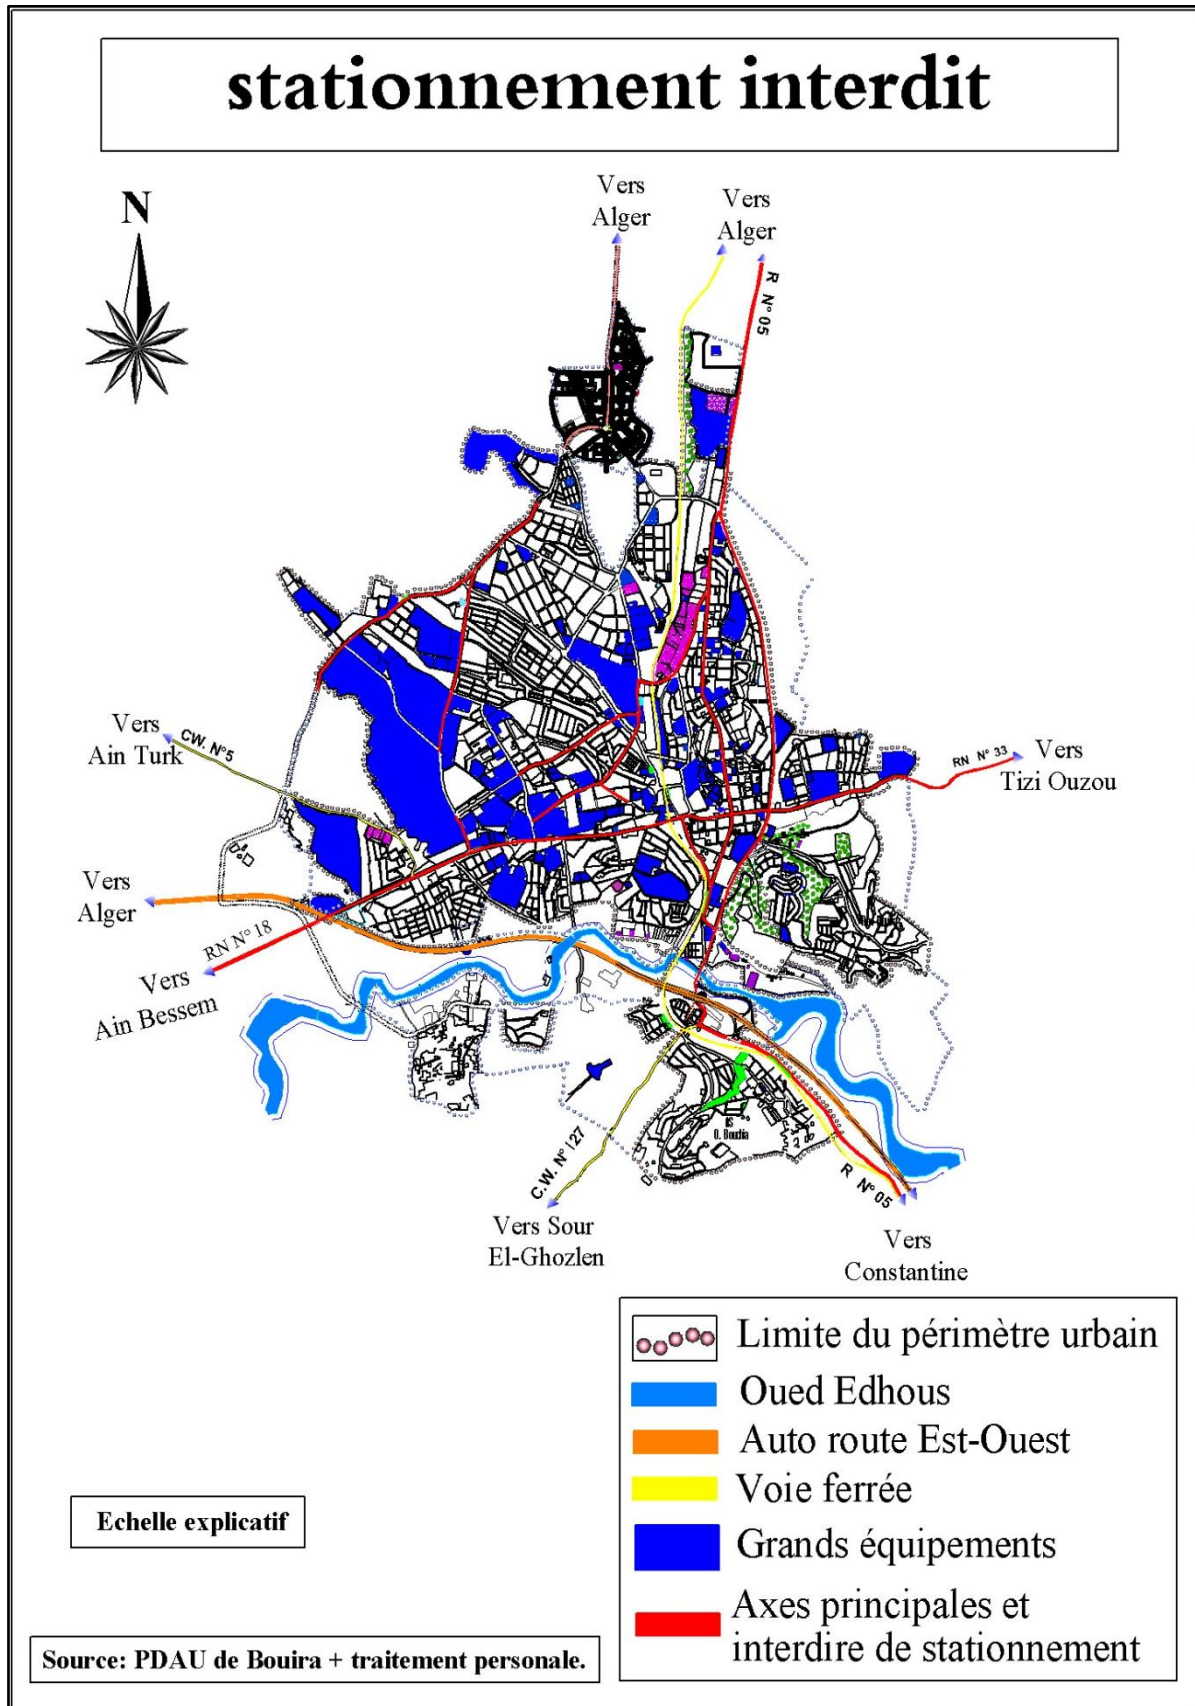 stationnement interdit
N
Vers
Alger
Vers
Alger
R N° 05
Vers
Ain Turk
CW. N°5
RN N° 33
Vers
Tizi Ouzou
Vers
Alger
RN N° 18
Vers
Ain Bessem
C.W. N° 127
Vers Sour
El-Ghozlen
R N° 05
Vers
Constantine
Limite du périmètre urbain
Oued Edhous
Auto route Est-Ouest
Voie ferrée
Grands équipements
Axes principales et
interdire de stationnement
Echelle explicatif
Source: PDAU de Bouira + traitement personale.